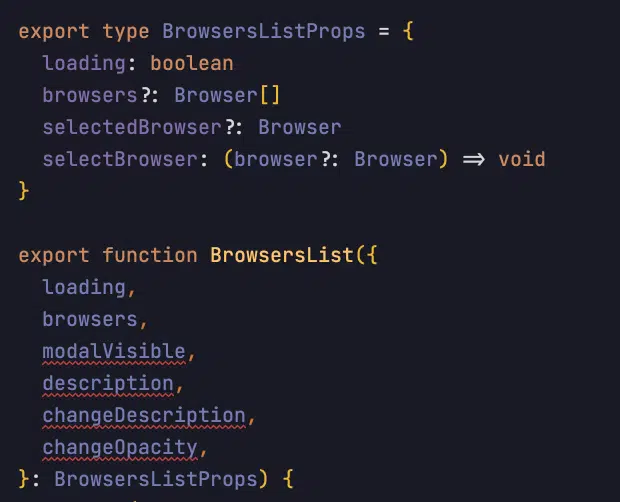 export type BrowsersListProps = {
loading: boolean
browsers?: Browser[]
selectedBrowser?: Browser
selectBrowser: (browser?: Browser) => void
}
export function BrowsersList({
loading,
browsers,
modalVisible,
description,
changeDescription,
changeOpacity,
}: BrowsersListProps) {